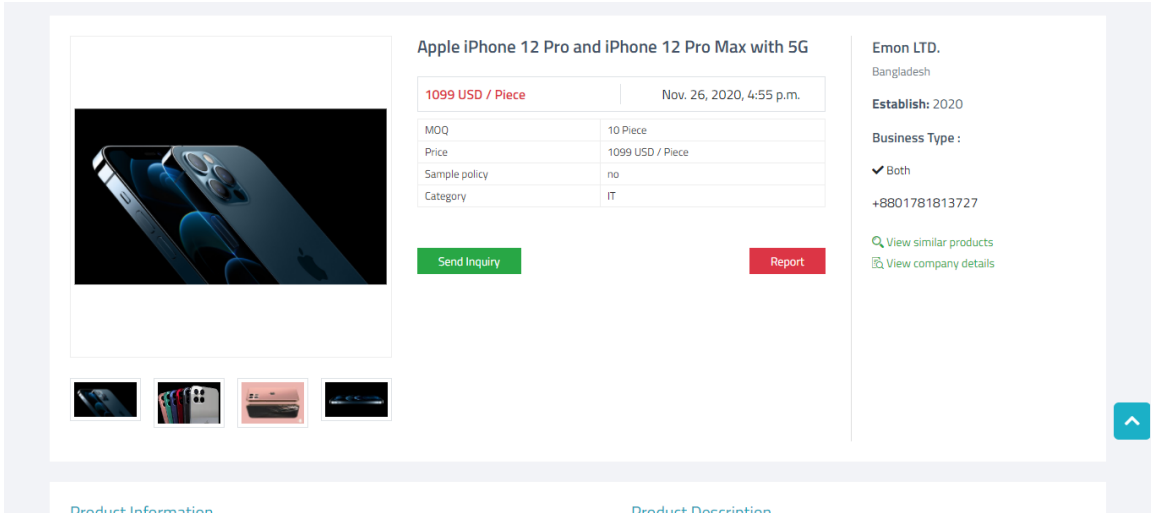 Apple iPhone 12 Pro and iPhone 12 Pro Max with 5G
1099 USD / Piece
Nov. 26, 2020, 4:55 p.m.
MOQ
10 Piece
Price
1099 USD / Piece
Sample policy
no
Category
IT
Send Inquiry
Report
Emon LTD.
Bangladesh
Establish: 2020
Business Type :
Both
+8801781813727
View similar products
View company details
Product Information
Product Description